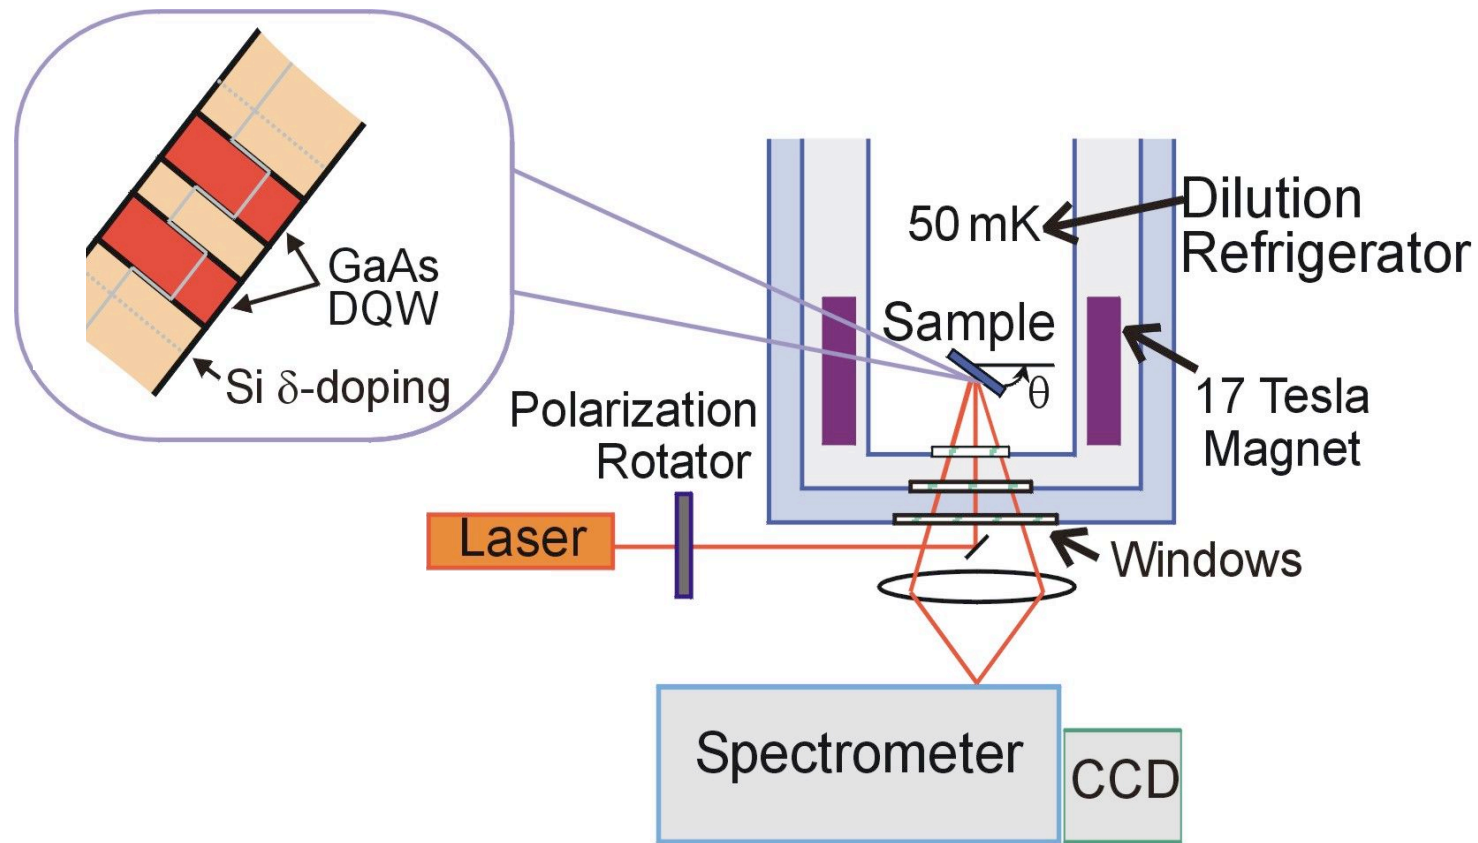 50 mK
Dilution
Refrigerator
GaAs
DQW
Si δ-doping
Sample
θ
17 Tesla
Magnet
Polarization
Rotator
Laser
Windows
Spectrometer
CCD